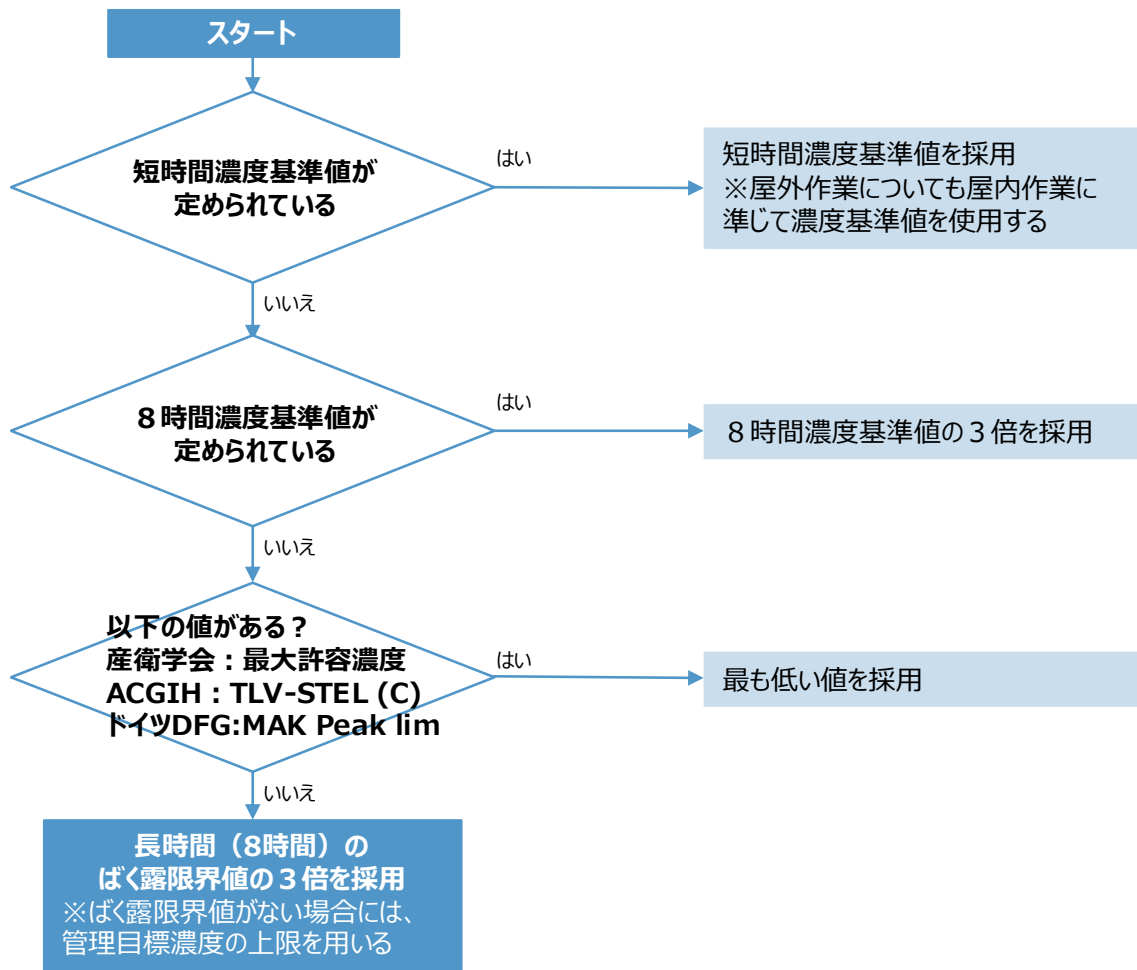 スタート
短時間濃度基準値が
定められている
はい
短時間濃度基準値を採用
※屋外作業についても屋内作業に
準じて濃度基準値を使用する
いいえ
８時間濃度基準値が
定められている
はい
８時間濃度基準値の３倍を採用
いいえ
以下の値がある？
産衛学会：最大許容濃度
ACGIH：TLV-STEL (C)
ドイツDFG:MAK Peak lim
はい
最も低い値を採用
いいえ
長時間（8時間）の
ばく露限界値の３倍を採用
※ばく露限界値がない場合には、
管理目標濃度の上限を用いる